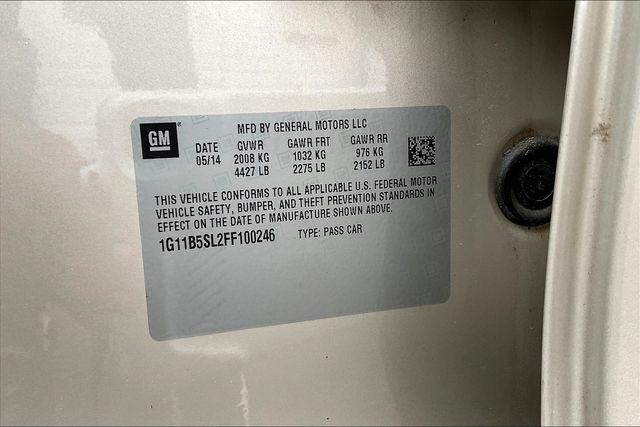 GM
MFD BY GENERAL MOTORS LLC
DATE GVWR GAWR FRT GAWR RR
05/14 2008 KG 1032 KG 976 KG
4427 LB 2275 LB 2152 LB
THIS VEHICLE CONFORMS TO ALL APPLICABLE U.S. FEDERAL MOTOR
VEHICLE SAFETY, BUMPER, AND THEFT PREVENTION STANDARDS IN
EFFECT ON THE DATE OF MANUFACTURE SHOWN ABOVE.
1G11B5SL2FF100246 TYPE: PASS CAR